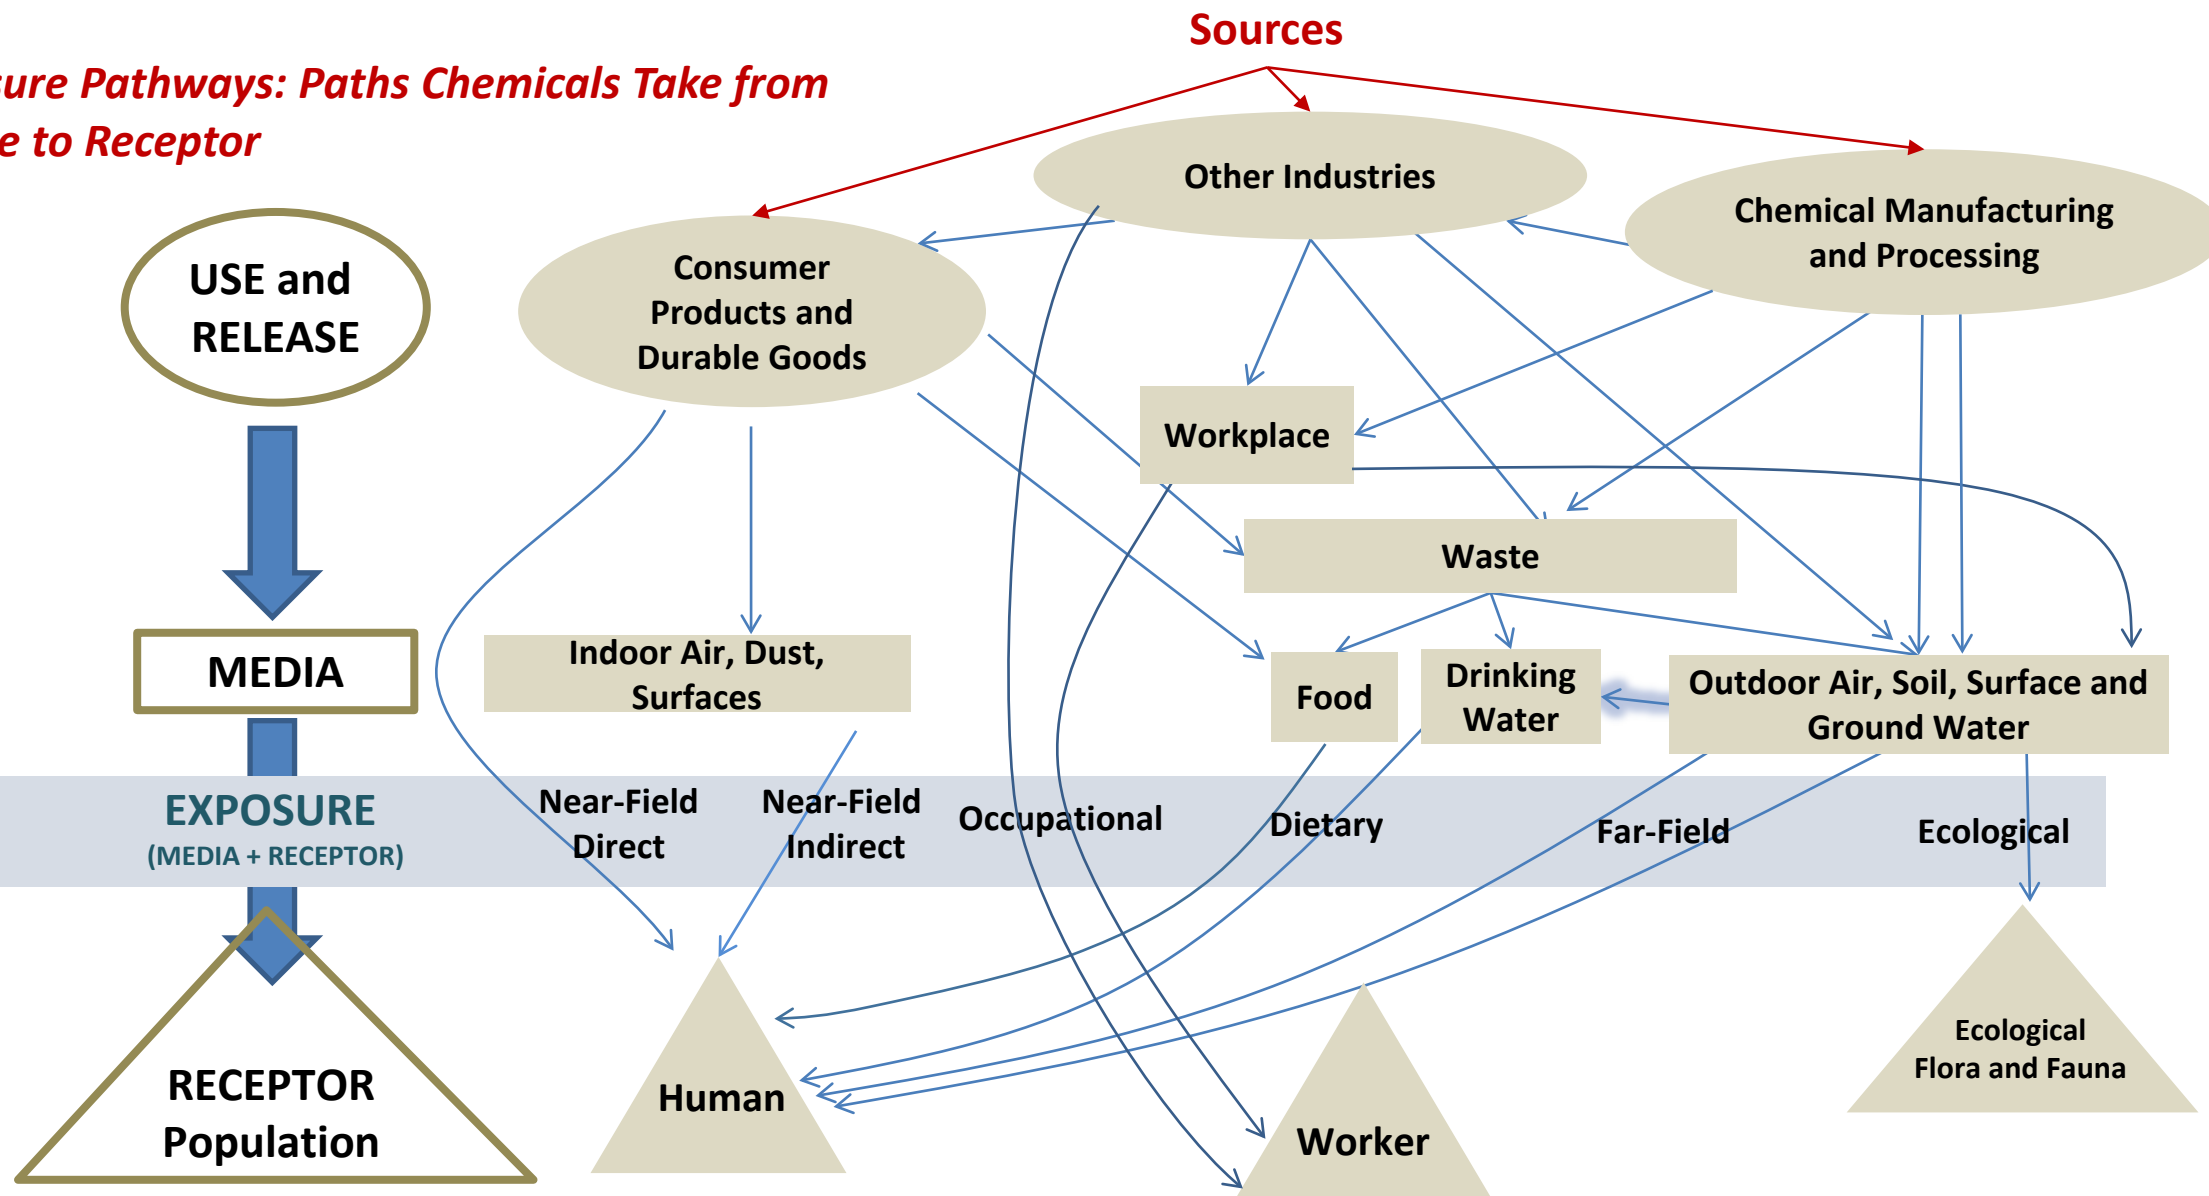 Sources
sure Pathways: Paths Chemicals Take from
e to Receptor
Other Industries
Chemical Manufacturing
and Processing
USE and
RELEASE
Consumer
Products and
Durable Goods
Workplace
Waste
MEDIA
Indoor Air, Dust,
Surfaces
Food
Drinking
Water
Outdoor Air, Soil, Surface and
Ground Water
EXPOSURE
(MEDIA + RECEPTOR)
Near-Field
Direct
Near-Field
Indirect
Occupational
Dietary
Far-Field
Ecological
RECEPTOR
Population
Human
Worker
Ecological
Flora and Fauna